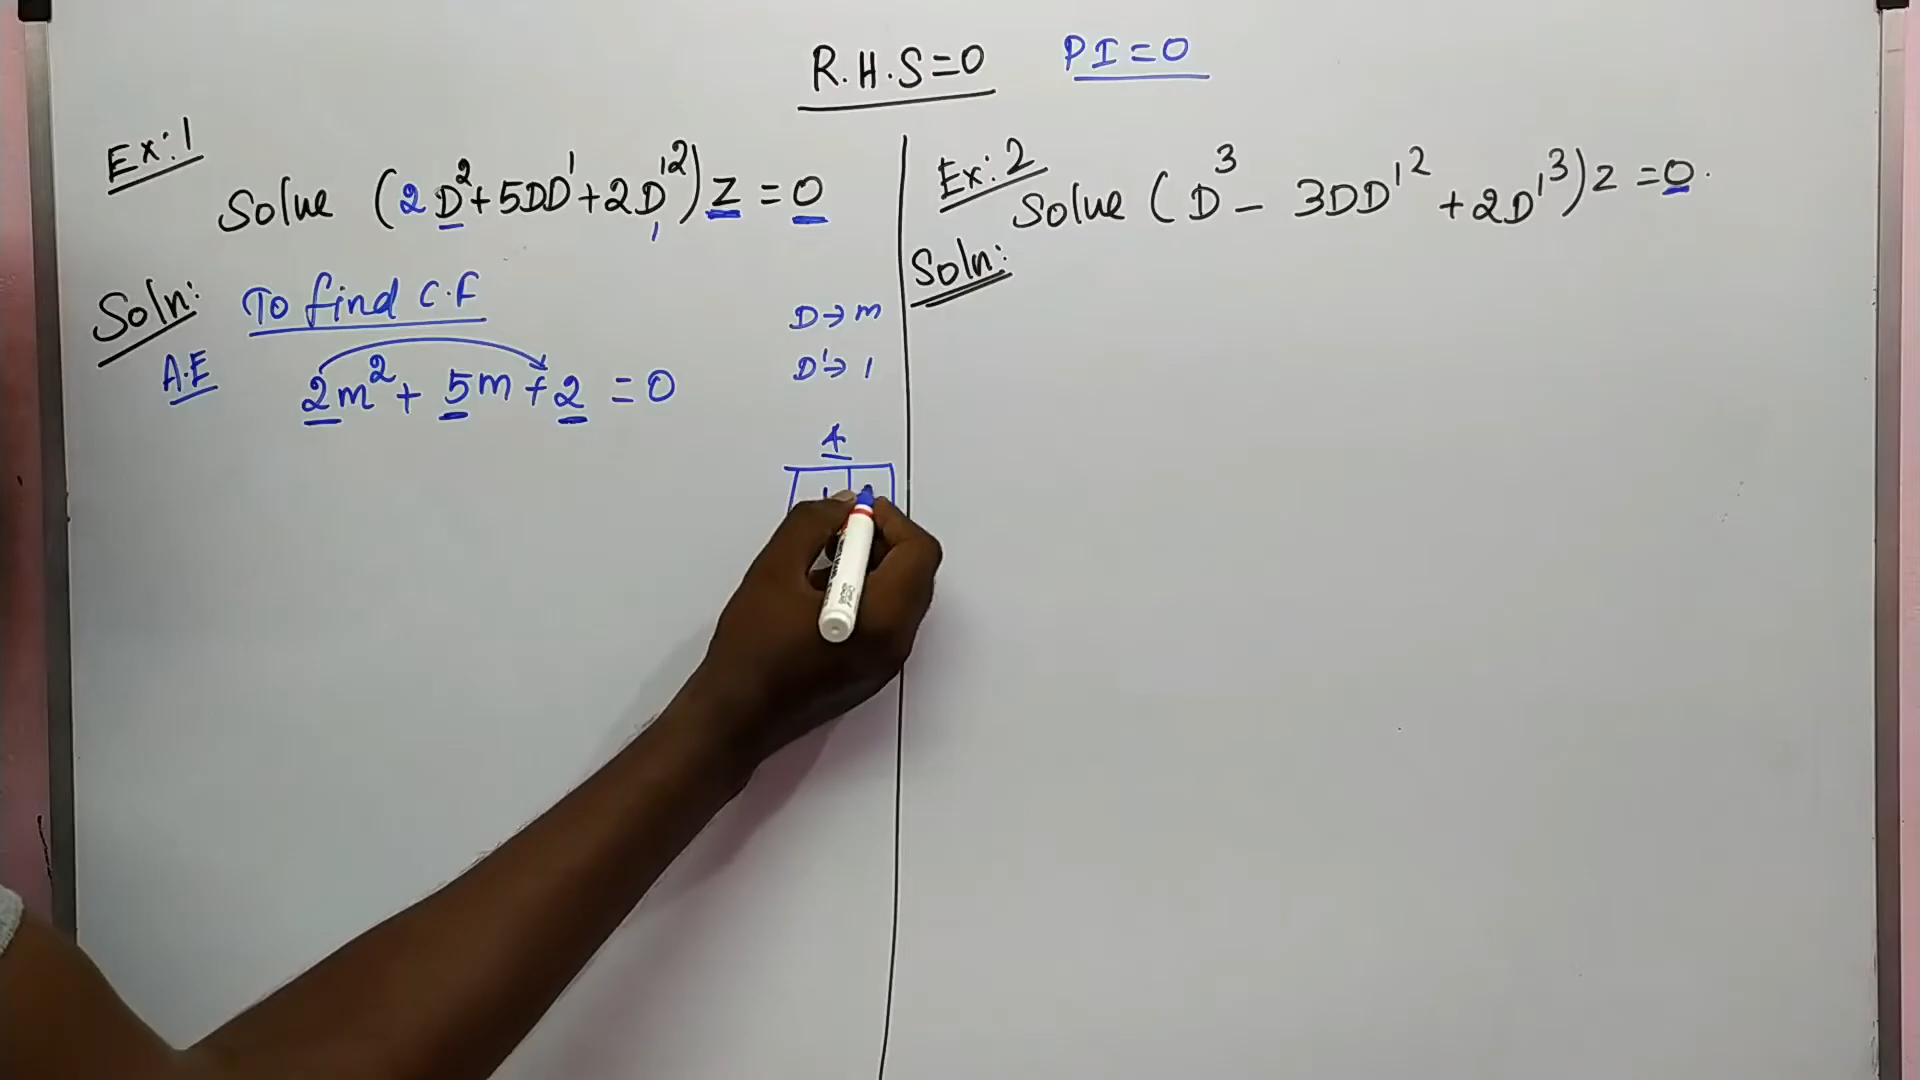 R.H.S=0 PI=0
Ex:1
Solve (2D²+5DD'+2D'²)z=0
Soln: To find C.F
A.E 2m²+5m+2=0
D→m
D'→1
4
Ex:2
Solve (D³-3DD'²+2D'³)z=0.
Soln: